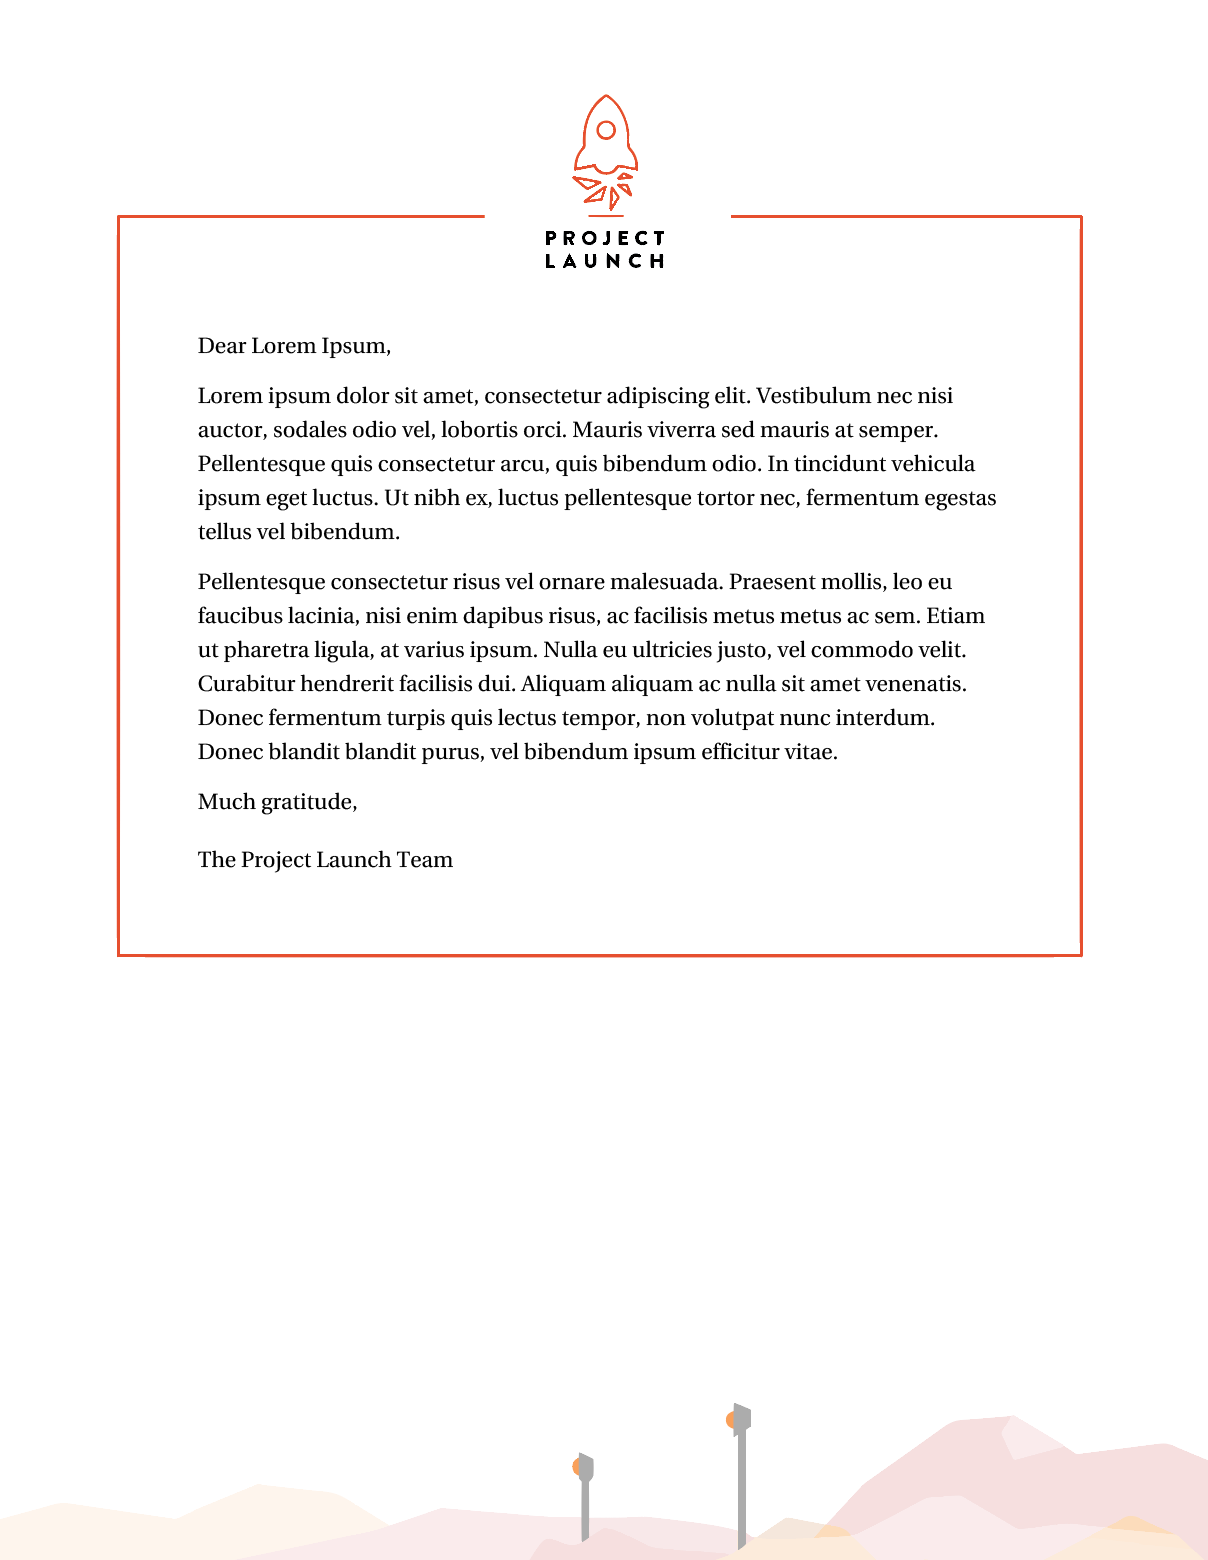 PROJECT
LAUNCH
Dear Lorem Ipsum,
Lorem ipsum dolor sit amet, consectetur adipiscing elit. Vestibulum nec nisi
auctor, sodales odio vel, lobortis orci. Mauris viverra sed mauris at semper.
Pellentesque quis consectetur arcu, quis bibendum odio. In tincidunt vehicula
ipsum eget luctus. Ut nibh ex, luctus pellentesque tortor nec, fermentum egestas
tellus vel bibendum.
Pellentesque consectetur risus vel ornare malesuada. Praesent mollis, leo eu
faucibus lacinia, nisi enim dapibus risus, ac facilisis metus metus ac sem. Etiam
ut pharetra ligula, at varius ipsum. Nulla eu ultricies justo, vel commodo velit.
Curabitur hendrerit facilisis dui. Aliquam aliquam ac nulla sit amet venenatis.
Donec fermentum turpis quis lectus tempor, non volutpat nunc interdum.
Donec blandit blandit purus, vel bibendum ipsum efficitur vitae.
Much gratitude,
The Project Launch Team